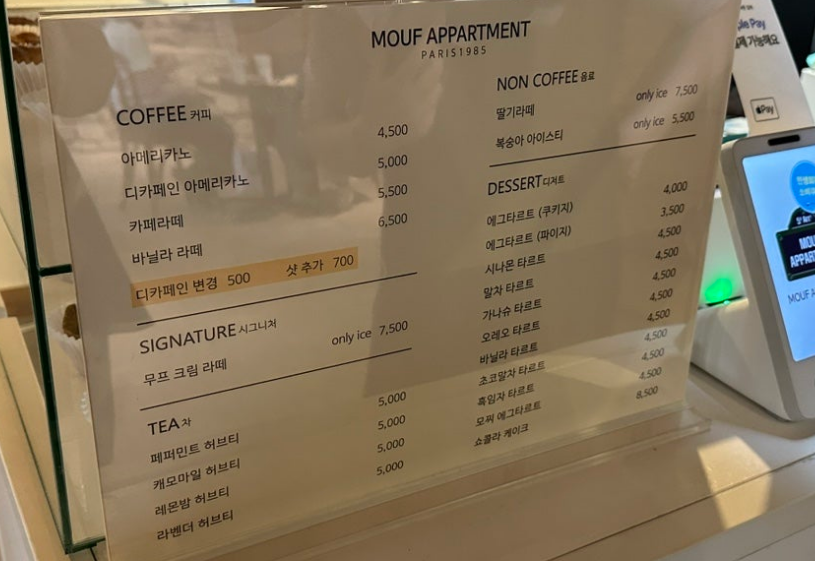 MOUF APPARTMENT
PARIS1985
COFFEE 커피
아메리카노 4,500
디카페인 아메리카노 5,000
카페라떼 5,500
바닐라 라떼 6,500
디카페인 변경 500 샷 추가 700
SIGNATURE 시그니처
무프 크림 라떼 only ice 7,500
TEA 차
페퍼민트 허브티 5,000
캐모마일 허브티 5,000
레몬밤 허브티 5,000
라벤더 허브티 5,000
NON COFFEE 음료
딸기라떼 only ice 7,500
복숭아 아이스티 only ice 5,500
DESSERT 디저트
에그타르트 (쿠키지) 4,000
에그타르트 (파이지) 3,500
시나몬 타르트 4,500
말차 타르트 4,500
가나슈 타르트 4,500
오레오 타르트 4,500
바닐라 타르트 4,500
초코말차 타르트 4,500
흑임자 타르트 4,500
모찌 에그타르트 4,500
쇼콜라 케이크 8,500
Pay
가능해요
Pay
MOUF A